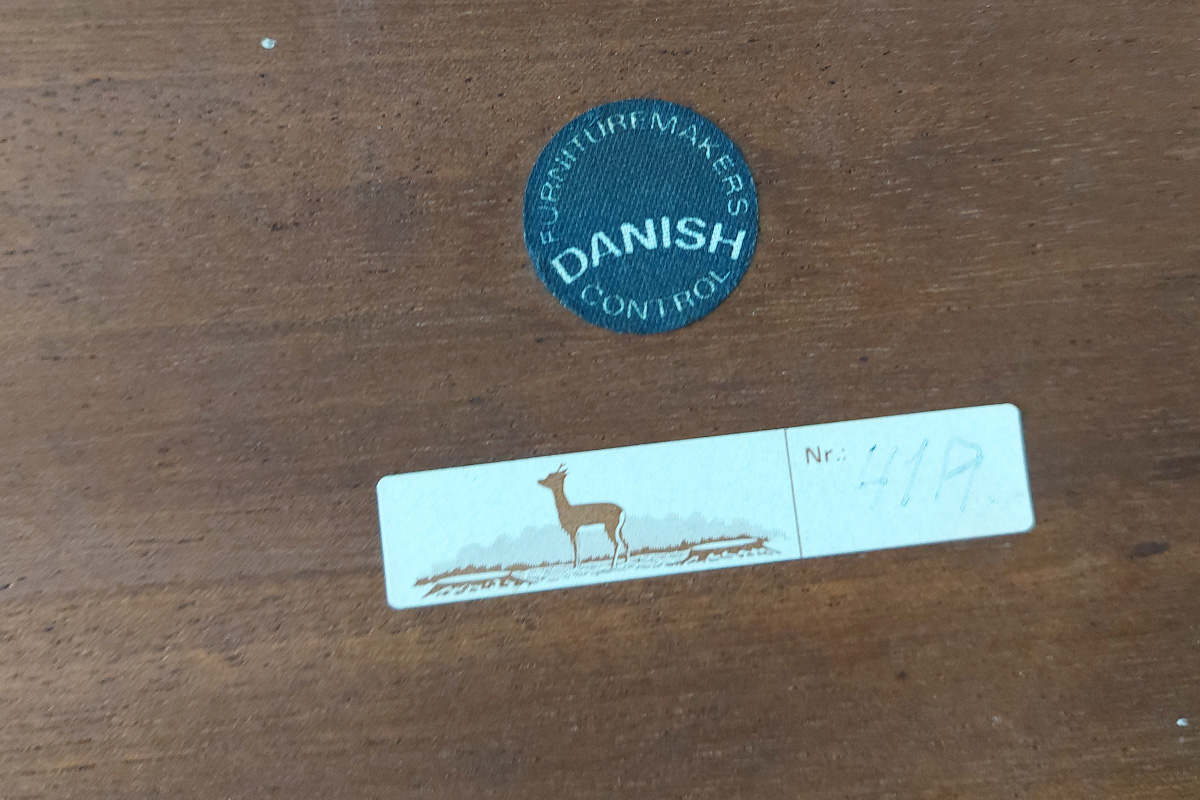 FURNITUREMAKERS
DANISH
CONTROL
Nr.: 41A